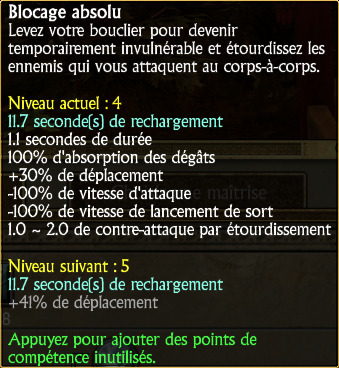 Blocage absolu
Levez votre bouclier pour devenir
temporairement invulnérable et étourdissez les
ennemis qui vous attaquent au corps-à-corps.
Niveau actuel : 4
11.7 seconde(s) de rechargement
1.1 secondes de durée
100% d'absorption des dégâts
+30% de déplacement
-100% de vitesse d'attaque
-100% de vitesse de lancement de sort
1.0 ~ 2.0 de contre-attaque par étourdissement
Niveau suivant : 5
11.7 seconde(s) de rechargement
+41% de déplacement
Appuyez pour ajouter des points de
compétence inutilisés.